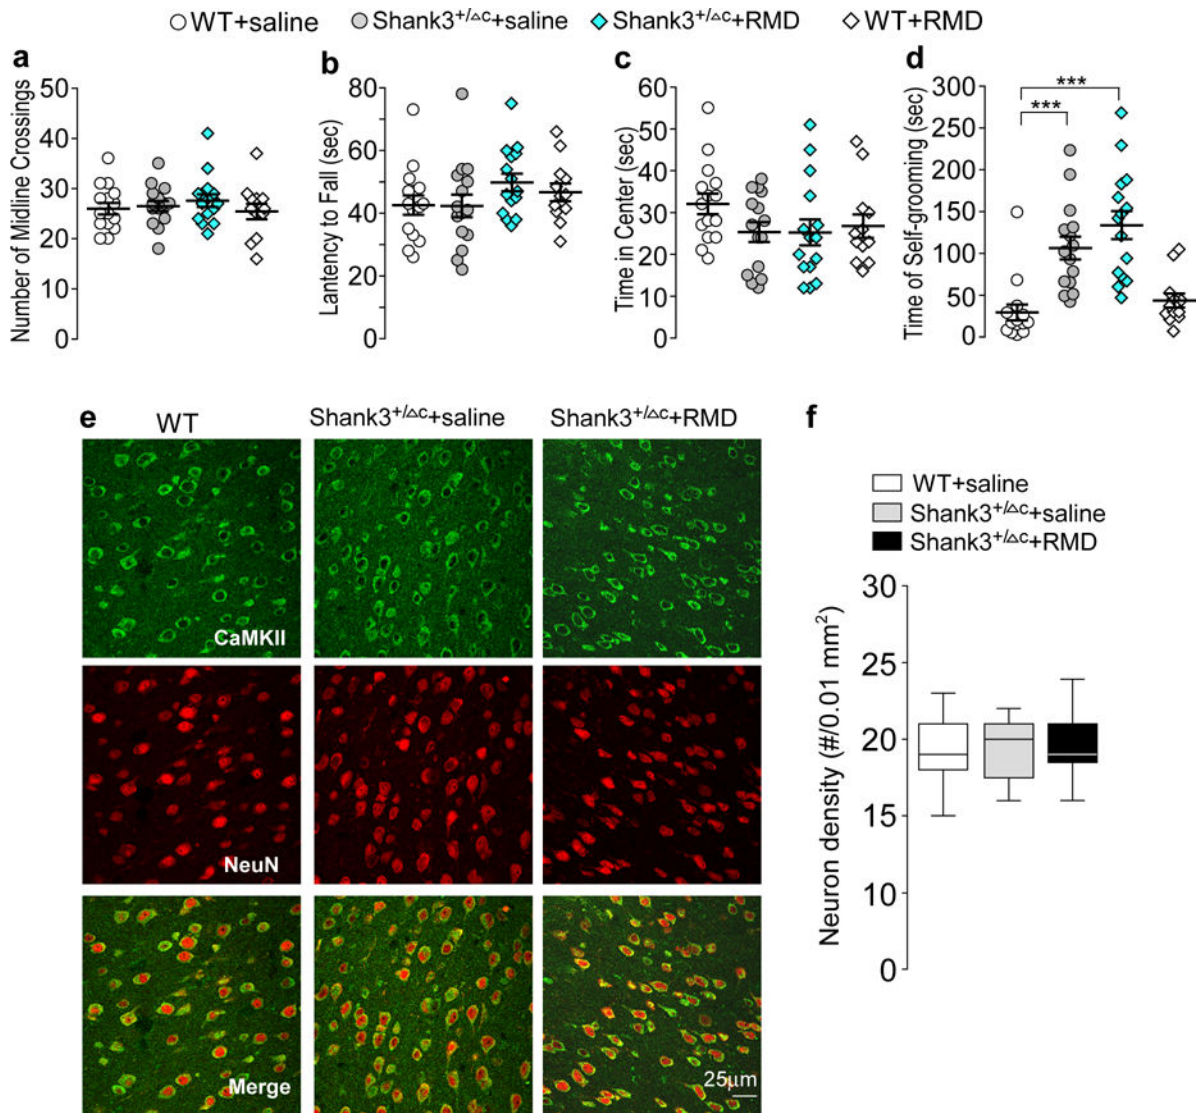 WT+saline Shank3+/ΔC+saline Shank3+/ΔC+RMD WT+RMD
a b c d
Number of Midline Crossings
50
40
30
20
10
0
Lantency to Fall (sec)
80
60
40
20
0
Time in Center (sec)
60
50
40
30
20
10
0
Time of Self-grooming (sec)
300
250
200
150
100
50
0
***
***
e
WT Shank3+/ΔC+saline Shank3+/ΔC+RMD
CaMKII
NeuN
Merge
25μm
f
WT+saline
Shank3+/ΔC+saline
Shank3+/ΔC+RMD
Neuron density (#/0.01 mm²)
30
25
20
15
10
0